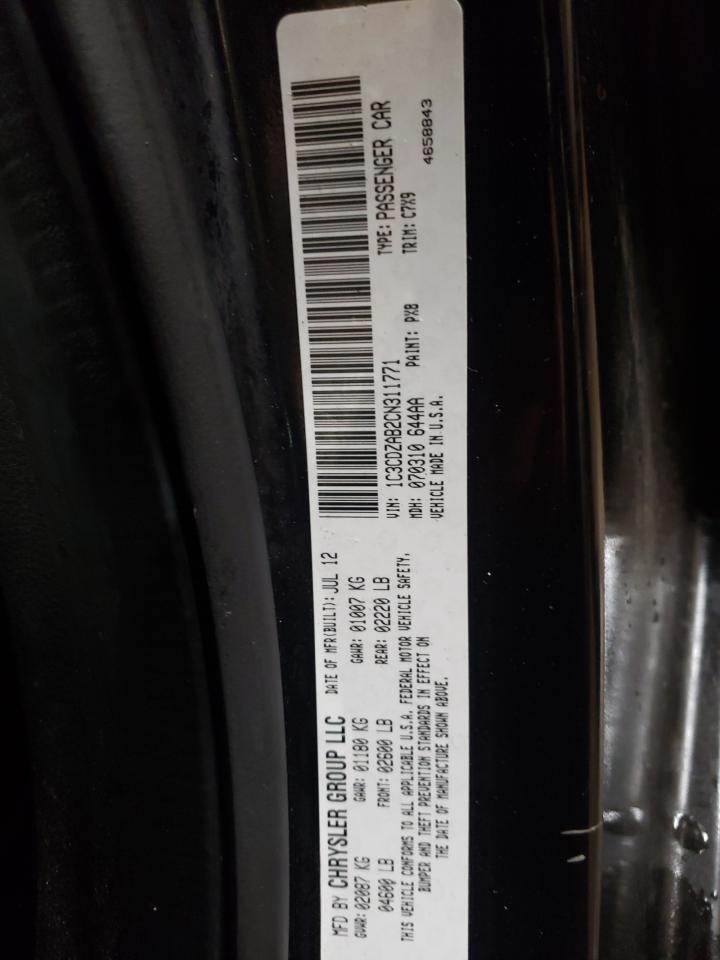 MFD BY CHRYSLER GROUP LLC DATE OF MFR(BUILT): JUL 12
GVWR: 02087 KG GAWR: 01180 KG GAWR: 01007 KG
04600 LB FRONT: 02600 LB REAR: 02220 LB
THIS VEHICLE CONFORMS TO ALL APPLICABLE U.S.A. FEDERAL MOTOR VEHICLE SAFETY,
BUMPER AND THEFT PREVENTION STANDARDS IN EFFECT ON
THE DATE OF MANUFACTURE SHOWN ABOVE.
VIN: 1C3CDZAB2CN311771 TYPE: PASSENGER CAR
MDH: 070310 644AA PAINT: PX8 TRIM: C7X9
VEHICLE MADE IN U.S.A. 4658843